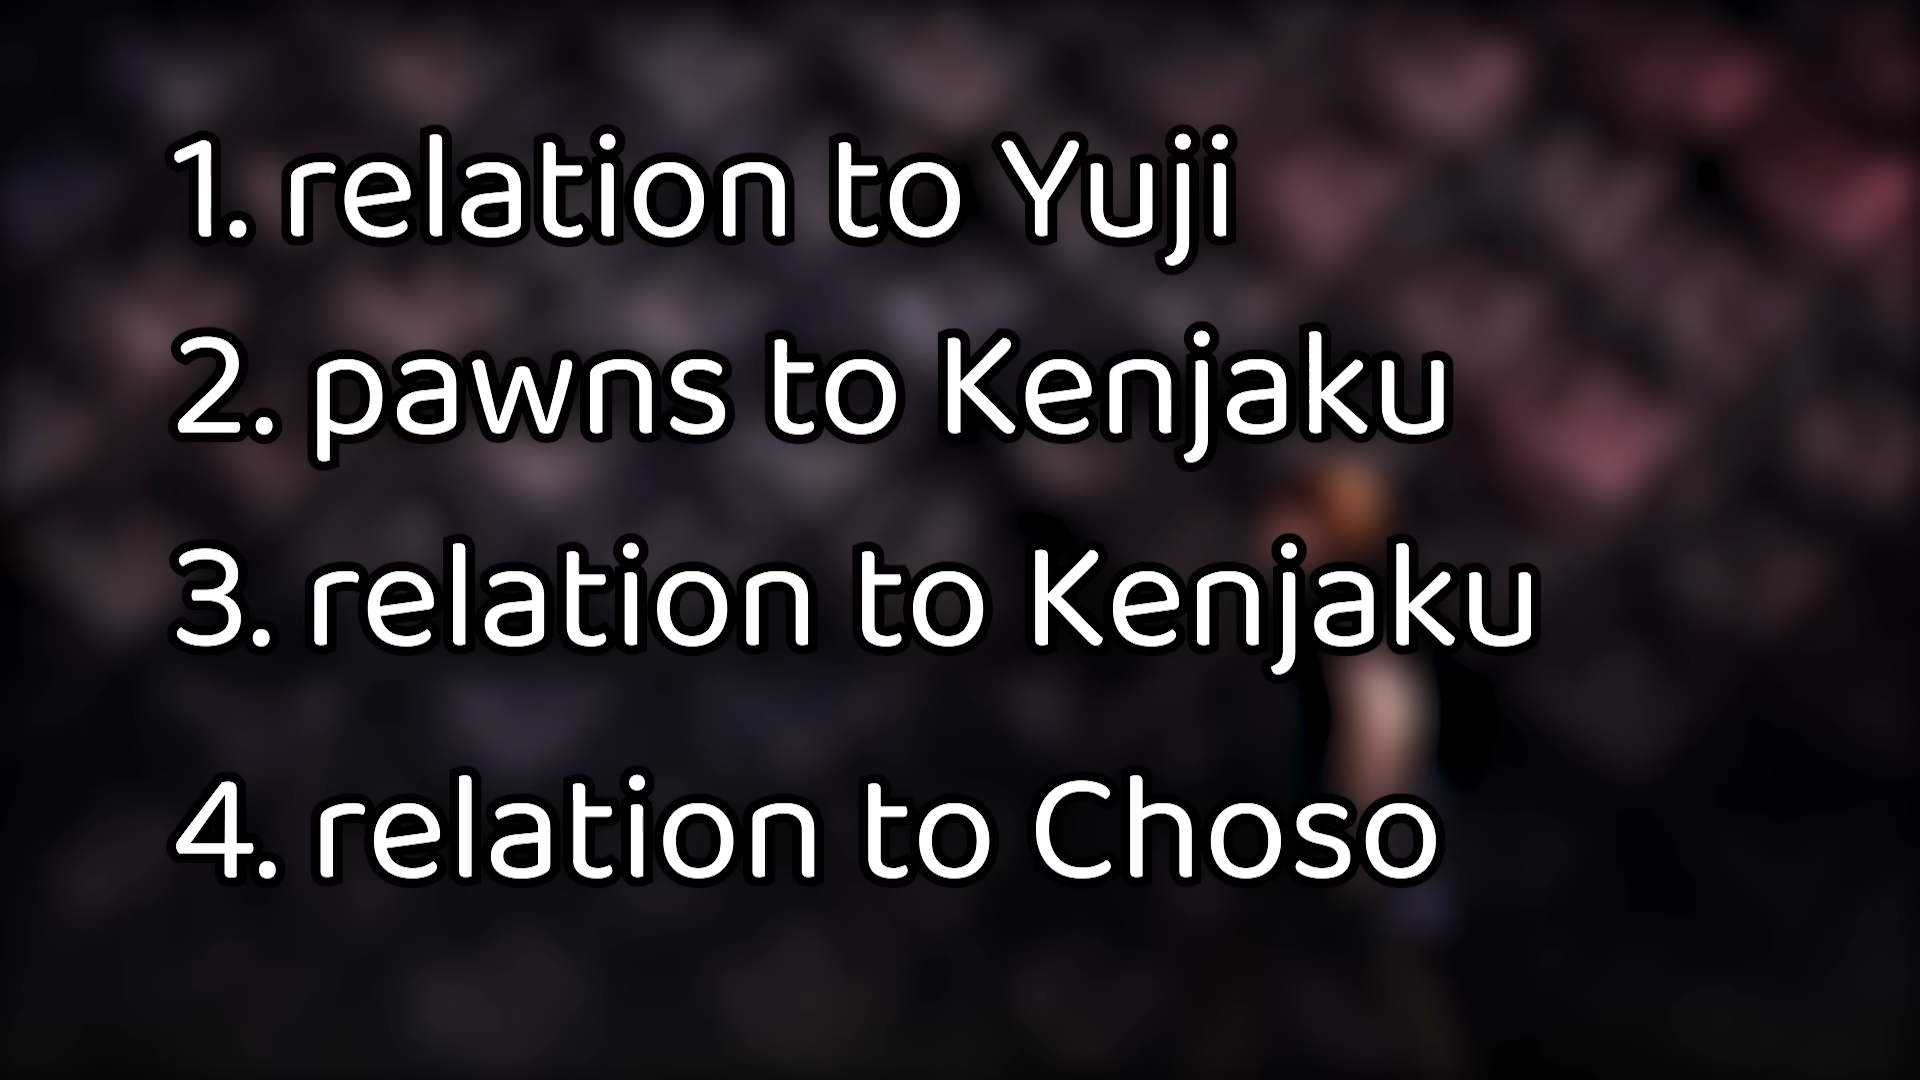 1. relation to Yuji
2. pawns to Kenjaku
3. relation to Kenjaku
4. relation to Choso